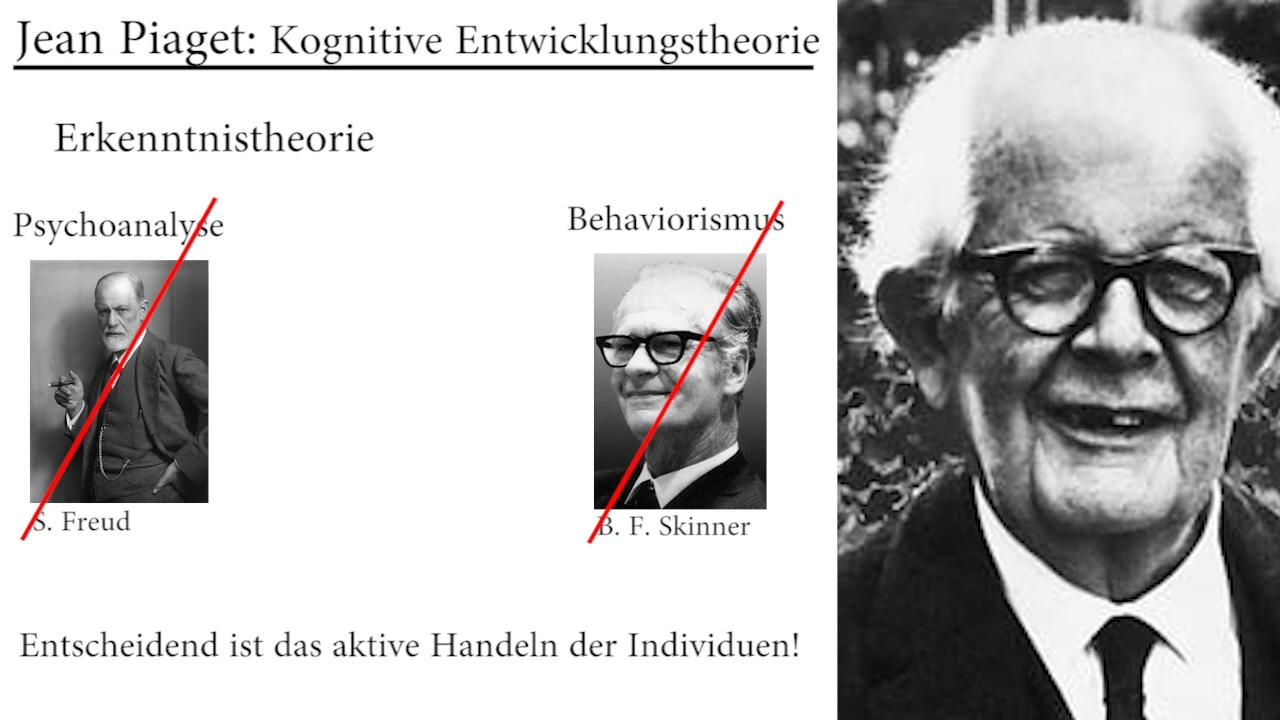 Jean Piaget: Kognitive Entwicklungstheorie
Erkenntnistheorie
Psychoanalyse
Behaviorismus
S. Freud
B. F. Skinner
Entscheidend ist das aktive Handeln der Individuen!